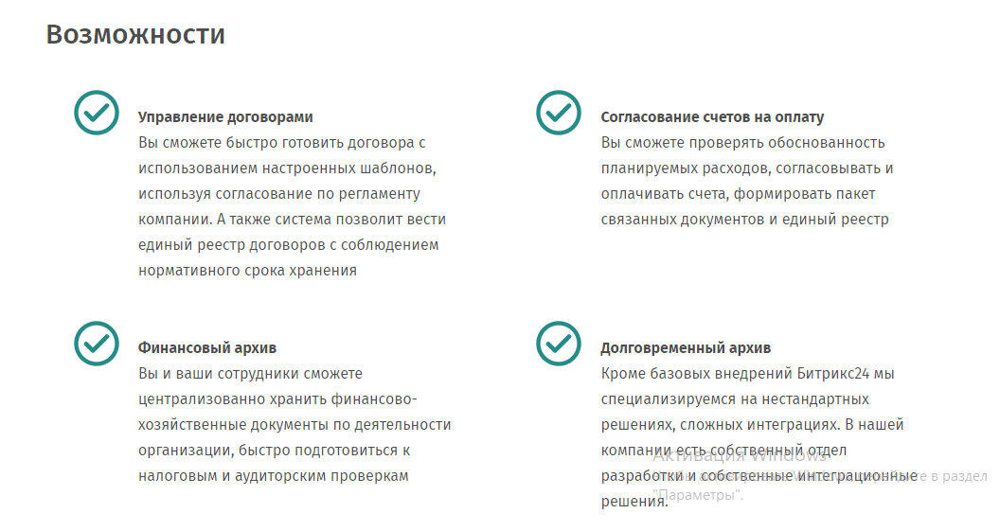 Возможности
Управление договорами
Вы сможете быстро готовить договора с
использованием настроенных шаблонов,
используя согласование по регламенту
компании. А также система позволит вести
единый реестр договоров с соблюдением
нормативного срока хранения
Согласование счетов на оплату
Вы сможете проверять обоснованность
планируемых расходов, согласовывать и
оплачивать счета, формировать пакет
связанных документов и единый реестр
Финансовый архив
Вы и ваши сотрудники сможете
централизованно хранить финансово-
хозяйственные документы по деятельности
организации, быстро подготовиться к
налоговым и аудиторским проверкам
Долговременный архив
Кроме базовых внедрений Битрикс24 мы
специализируемся на нестандартных
решениях, сложных интеграциях. В нашей
компании есть собственный отдел
разработки и собственные интеграционные
решения.
Активация Windows
Чтобы активировать Windows, перейдите в раздел
"Параметры".